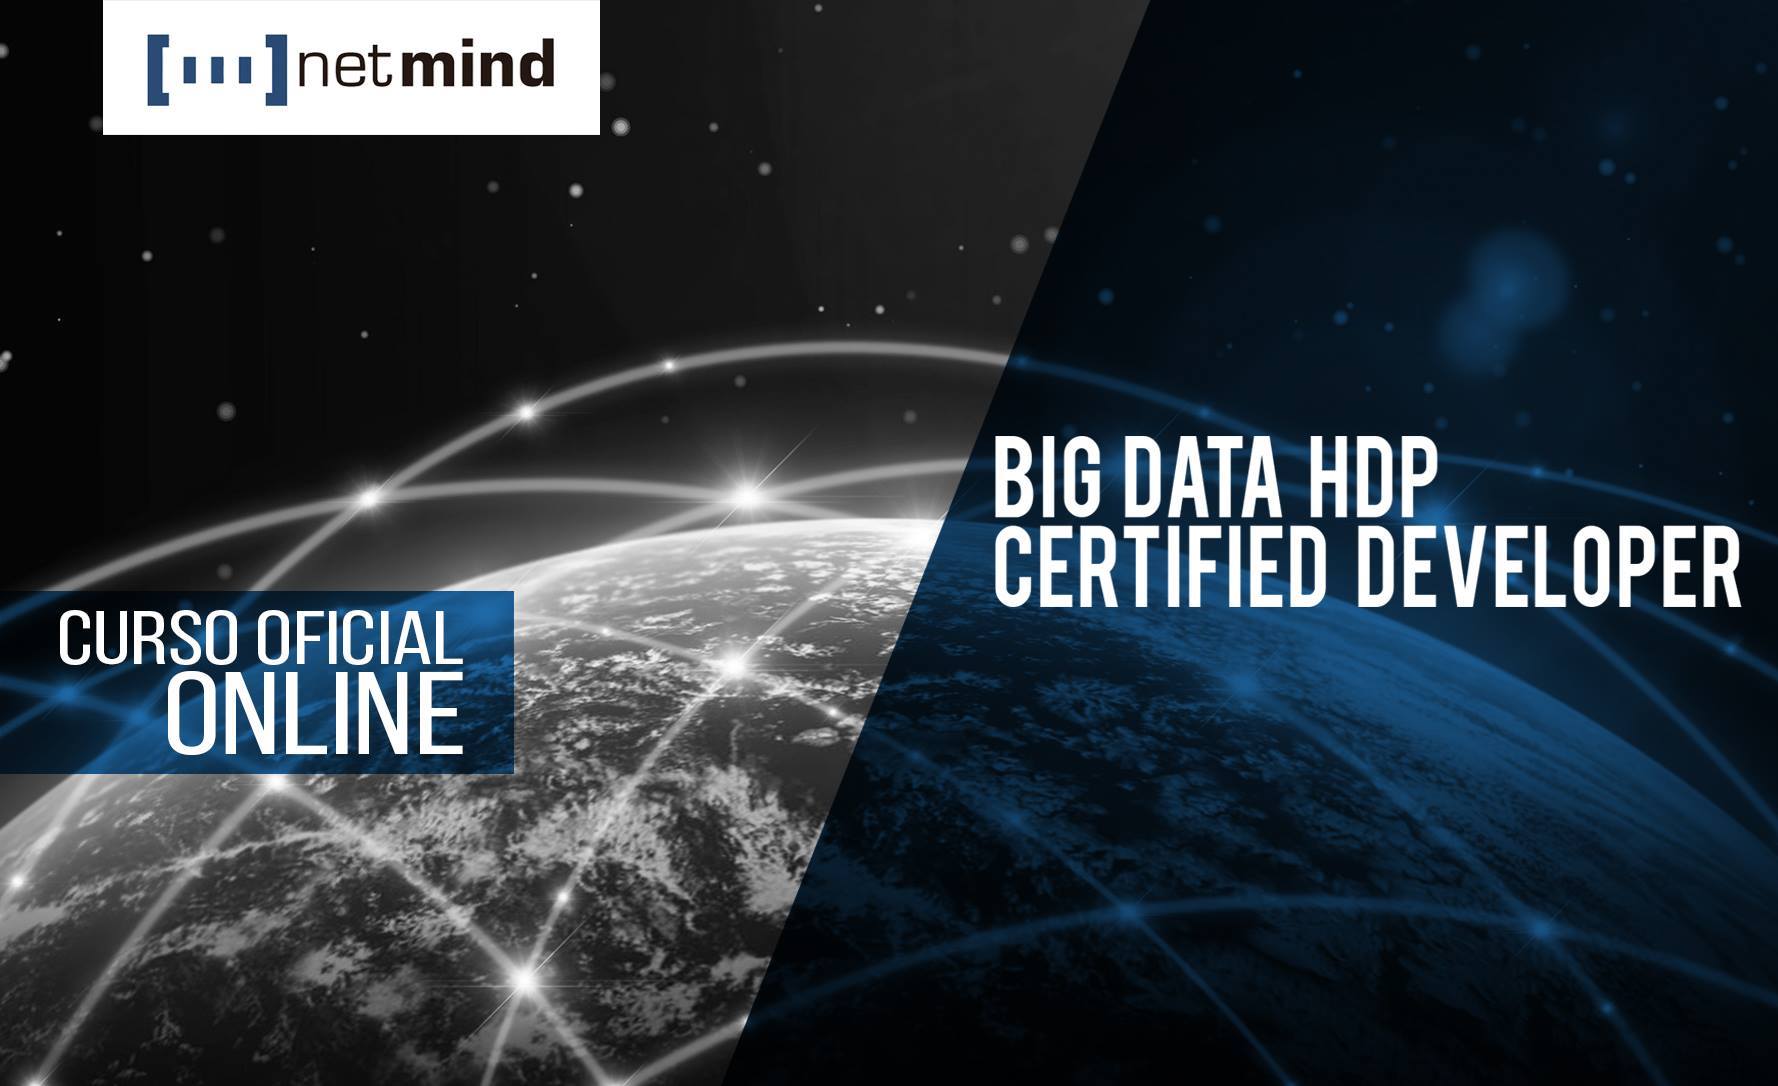 netmind
BIG DATA HDP
CERTIFIED DEVELOPER
CURSO OFICIAL
ONLINE